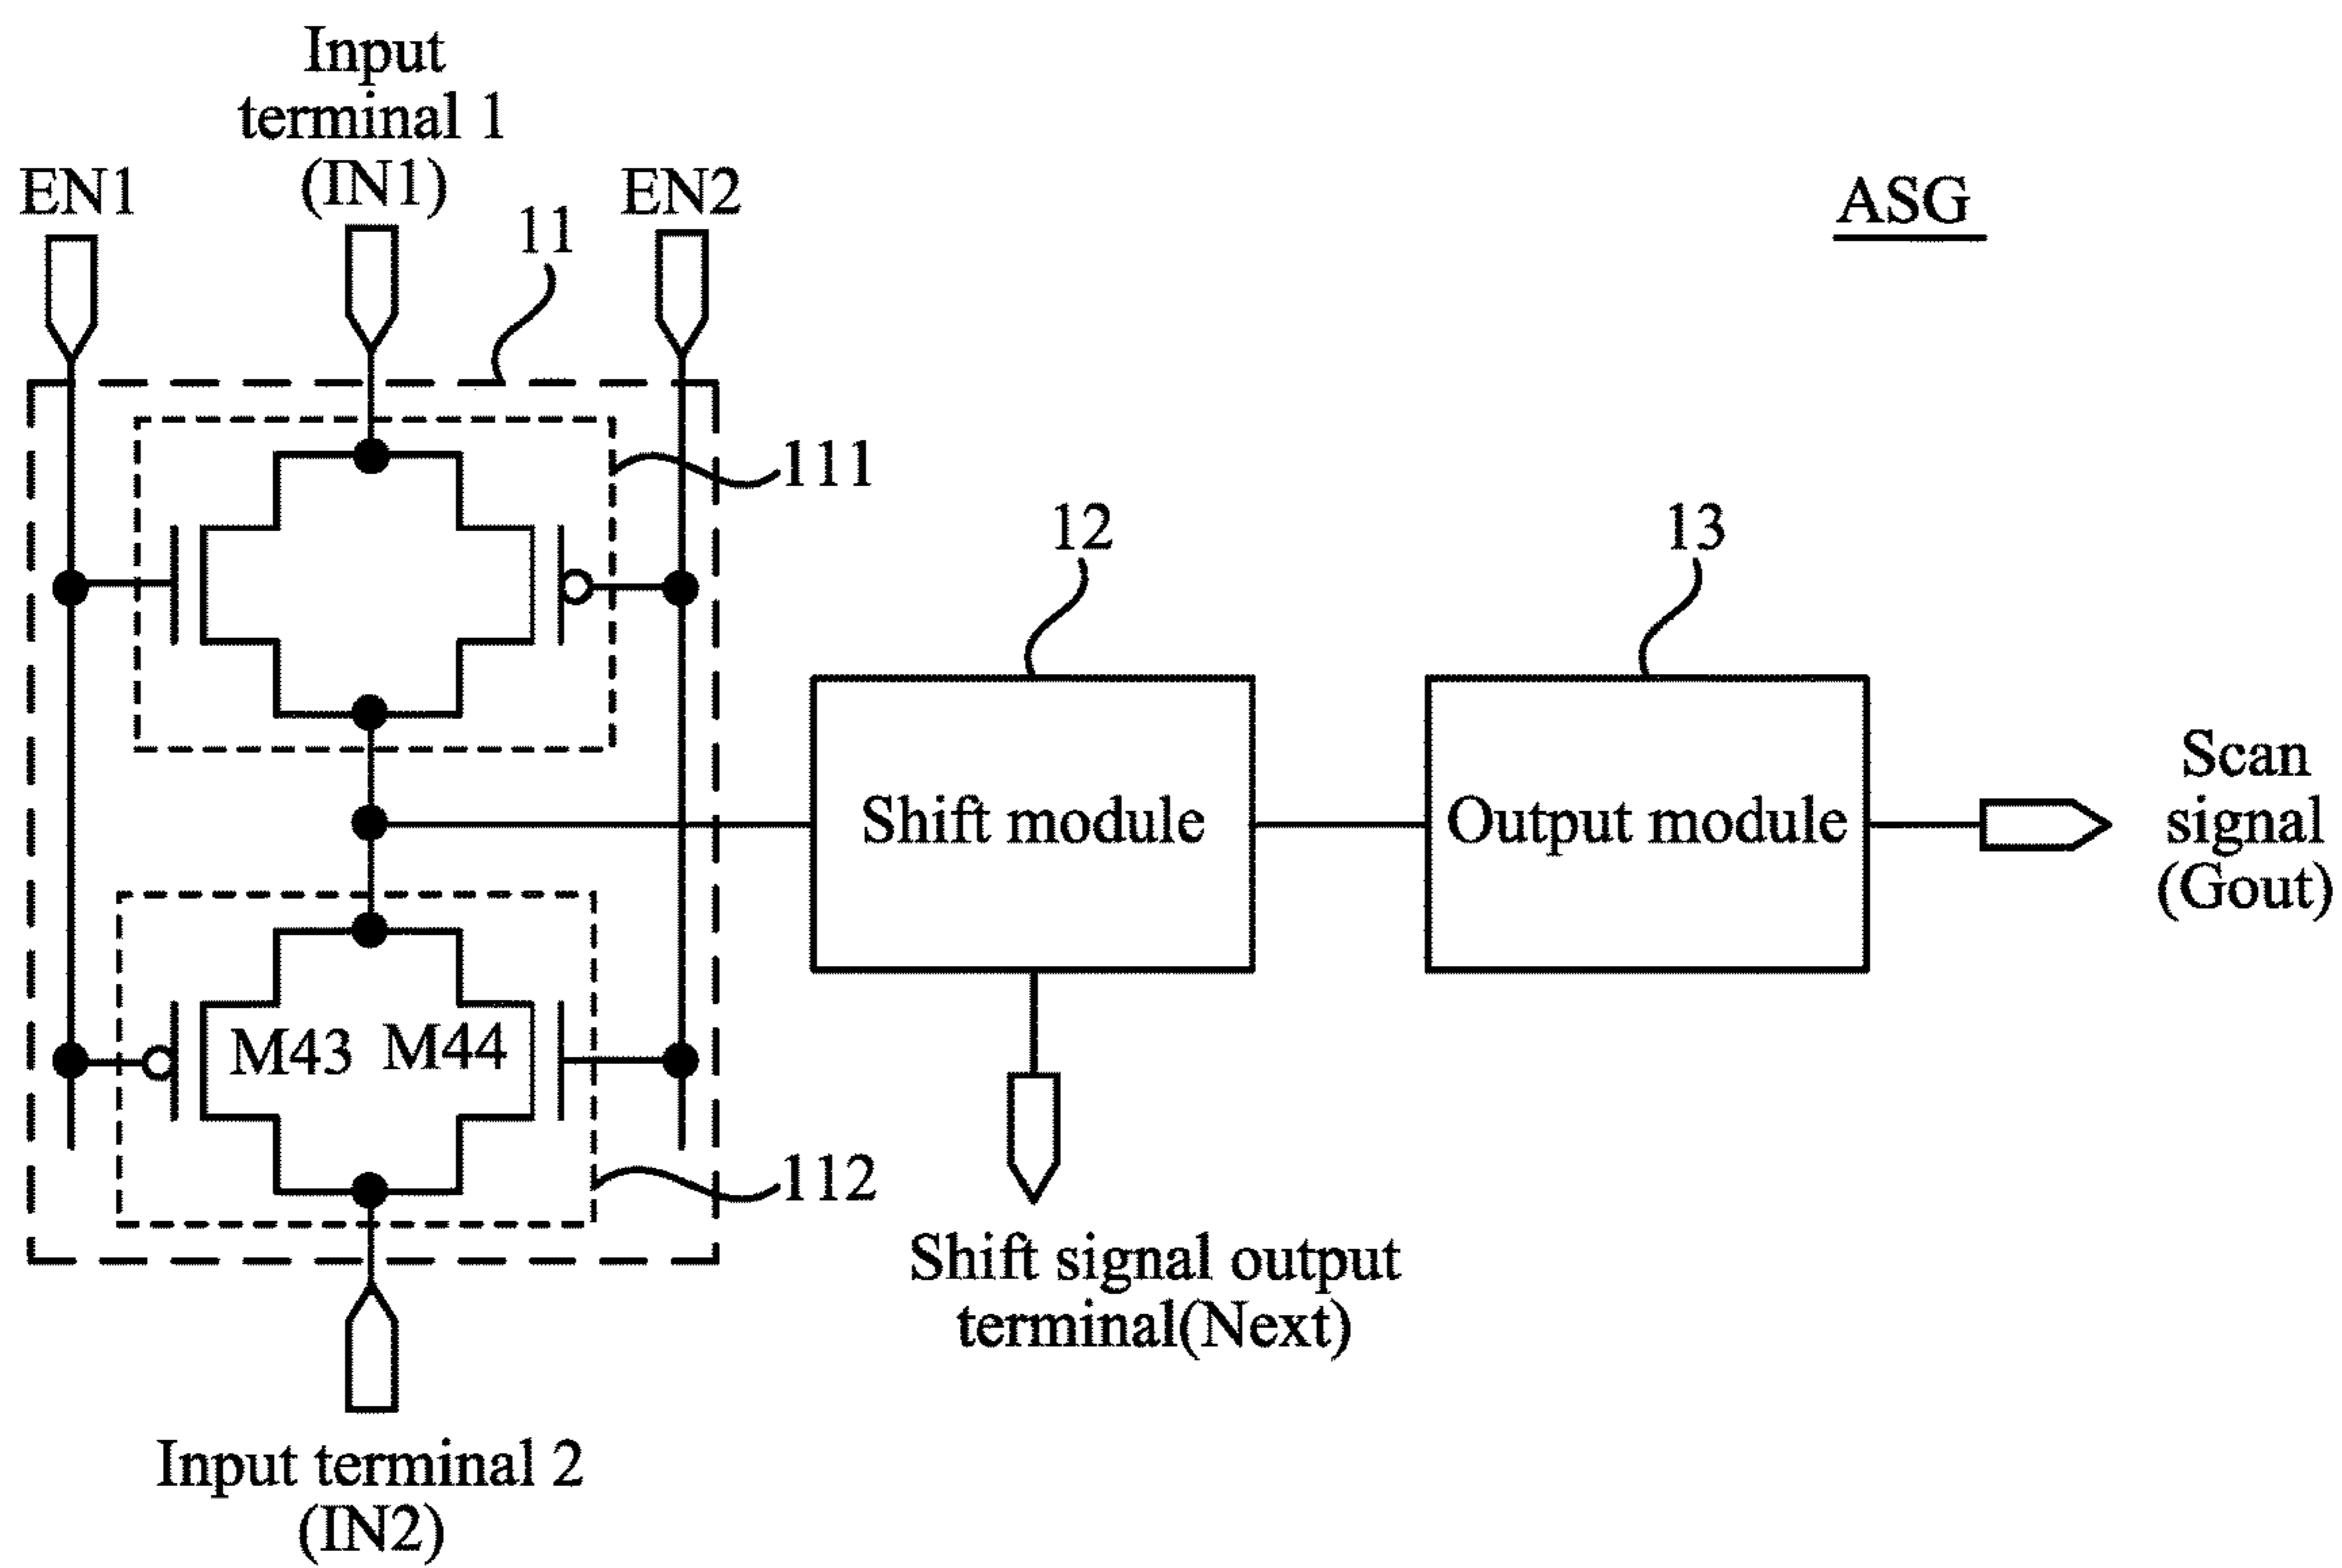 Input
terminal 1
(IN1)
EN1
EN2
11
ASG
111
12
13
Shift module
Output module
Scan
signal
(Gout)
M43 M44
112
Shift signal output
terminal(Next)
Input terminal 2
(IN2)